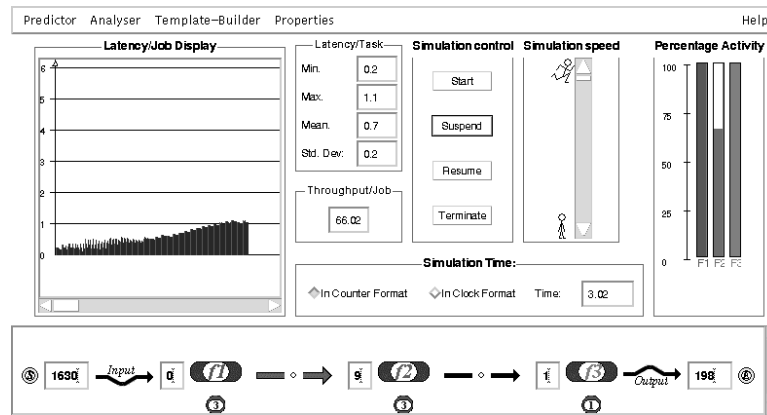 Predictor Analyser Template-Builder Properties Help
Latency/Job Display
6
5
4
3
2
1
0
Latency/Task
Min. 0.2
Max. 1.1
Mean. 0.7
Std. Dev: 0.2
Throughput/Job
66.02
Simulation control
Start
Suspend
Resume
Terminate
Simulation speed
Percentage Activity
100
75
50
25
0
F1 F2 F3
Simulation Time:
In Counter Format In Clock Format Time: 3.02
S 1630 Input 0 f1 9 f2 1 f3 Output 198
3 3 1